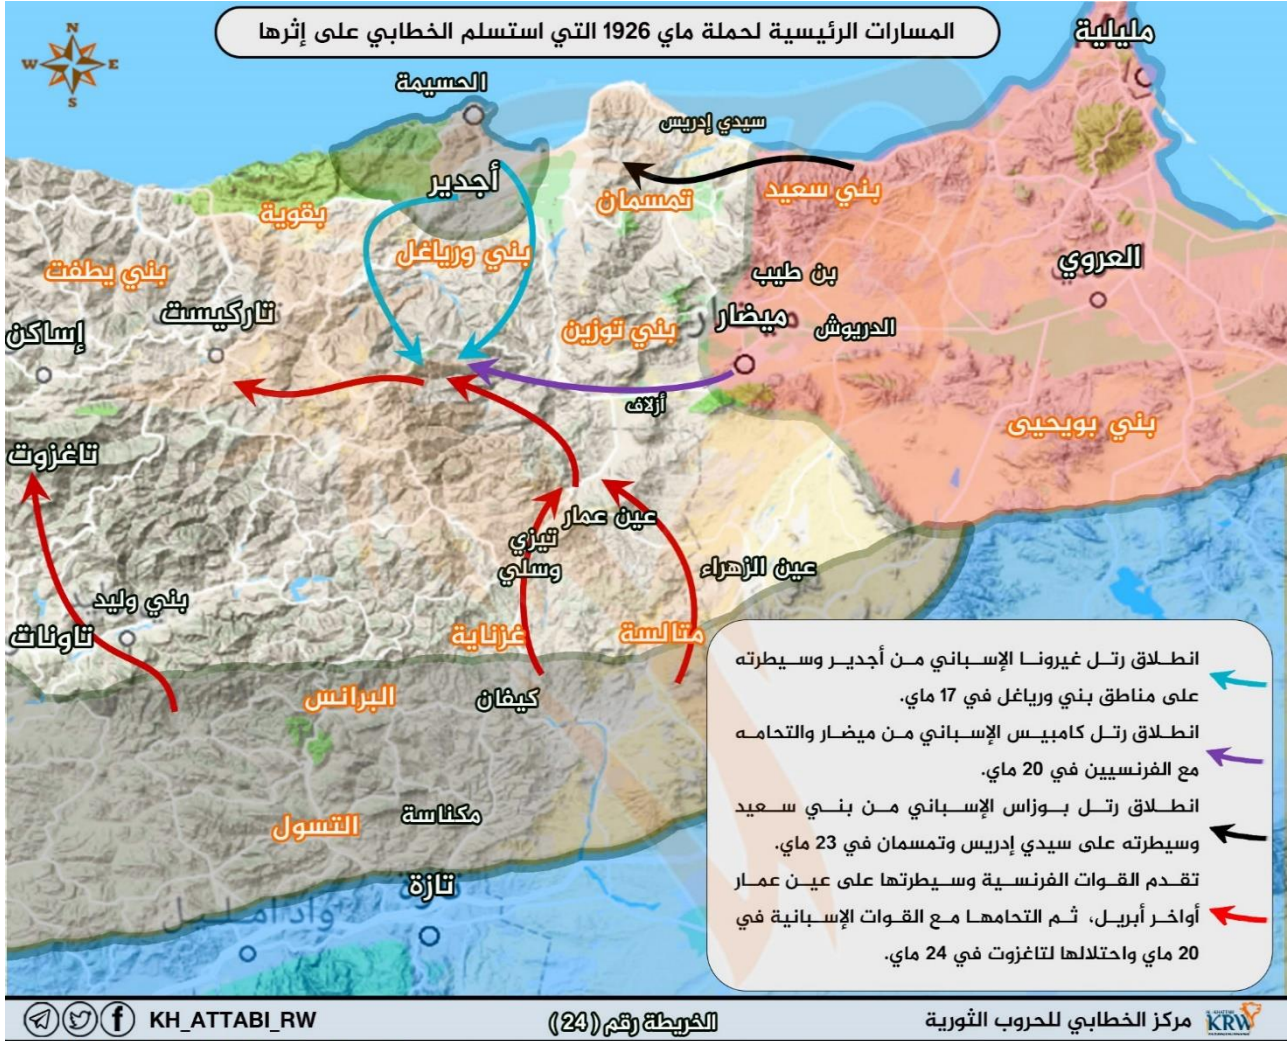 المسارات الرئيسية لحملة ماي 1926 التي استسلم الخطابي على إثرها
N
W E
S
مليلية
الحسيمة
سيدي إدريس
أجدير
تمسمان
بني سعيد
بقوية
بني ورياغل
العروي
بني يطفت
بن طيب
تاركيست
ميضار
الدريوش
إساكن
بني توزين
أزلاف
بني بويحيى
تاغزوت
عين عمار
تيزي
وسلي
عين الزهراء
بني وليد
تاونات
غزناية
متالسة
البرانس
كيفان
مكناسة
التسول
تازة
واد امليل
انطلاق رتل غيرونا الإسباني من أجدير وسيطرته
على مناطق بني ورياغل في 17 ماي.
انطلاق رتل كامبيس الإسباني من ميضار والتحامه
مع الفرنسيين في 20 ماي.
انطلاق رتل بوزاس الإسباني من بني سعيد
وسيطرته على سيدي إدريس وتمسمان في 23 ماي.
تقدم القوات الفرنسية وسيطرتها على عين عمار
أواخر أبريل، ثم التحامها مع القوات الإسبانية في
20 ماي واحتلالها لتاغزوت في 24 ماي.
KH_ATTABI_RW
الخريطة رقم (24)
مركز الخطابي للحروب الثورية
KRW